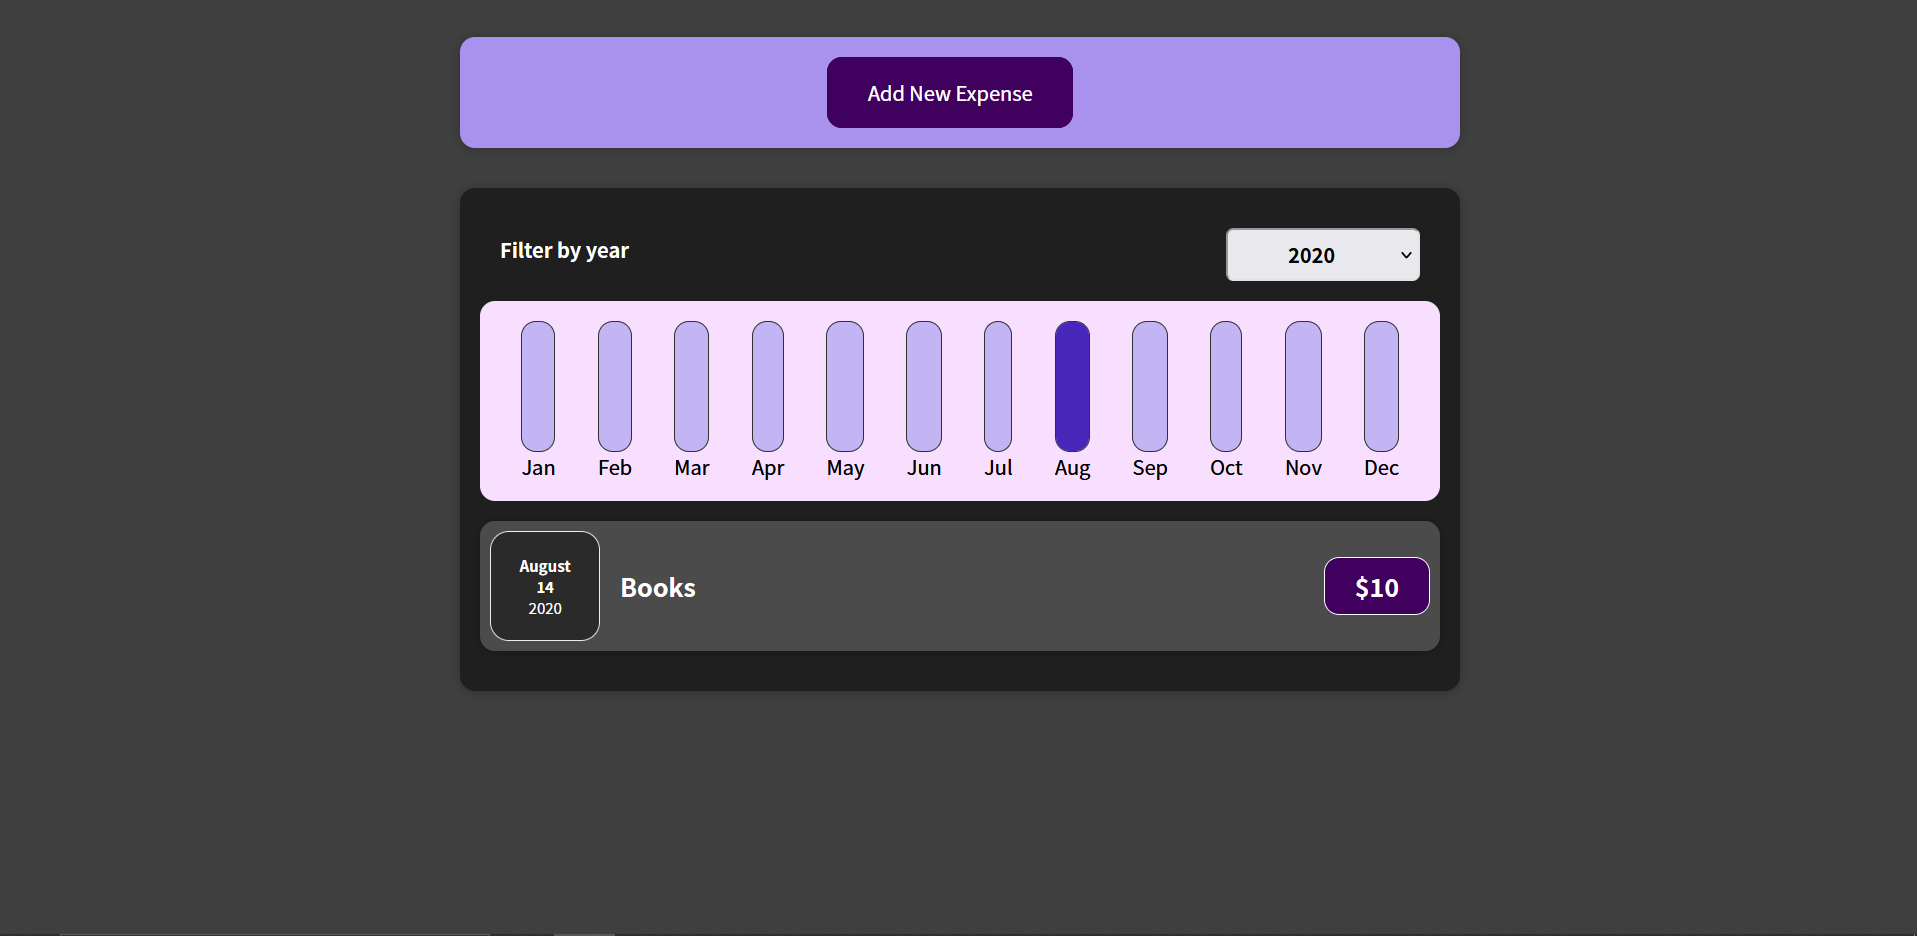 Add New Expense
Filter by year
2020
Jan Feb Mar Apr May Jun Jul Aug Sep Oct Nov Dec
August
14
2020
Books
$10